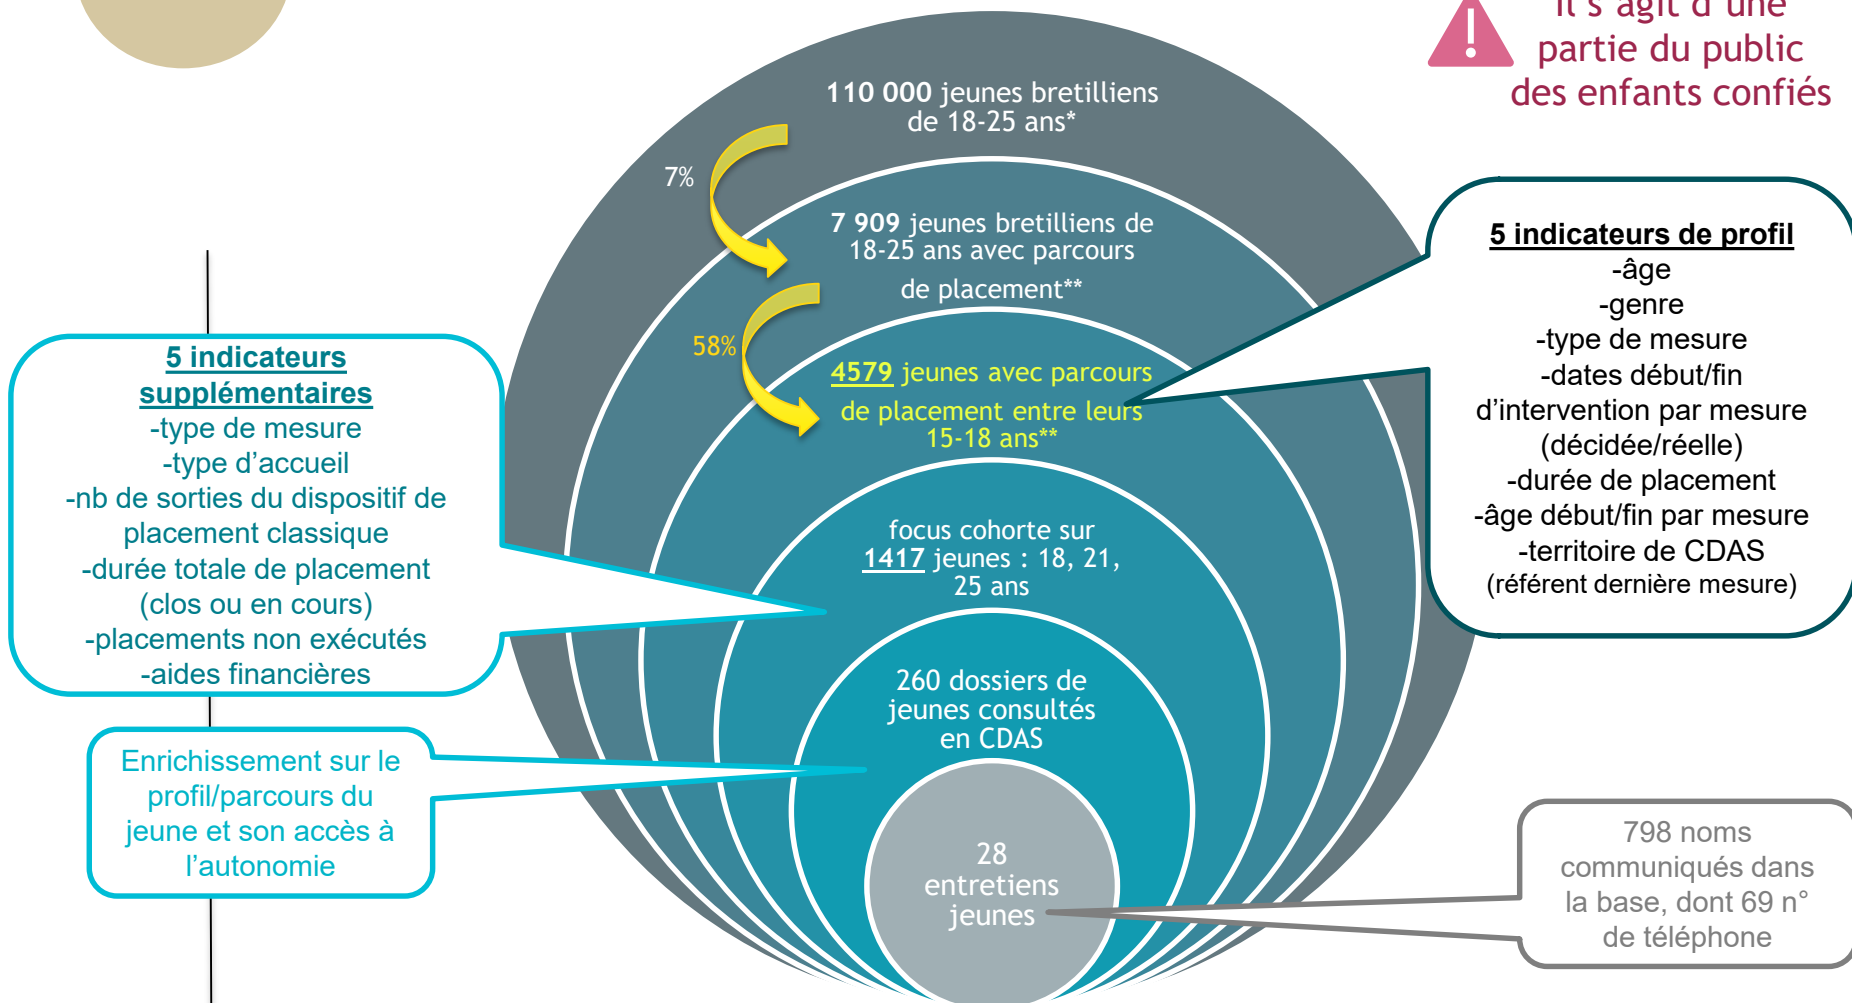 Il s'agit d'une
partie du public
des enfants confiés
110 000 jeunes bretilliens
de 18-25 ans*
7%
7 909 jeunes bretilliens de
18-25 ans avec parcours
de placement**
58%
4579 jeunes avec parcours
de placement entre leurs
15-18 ans**
focus cohorte sur
1417 jeunes : 18, 21,
25 ans
260 dossiers de
jeunes consultés
en CDAS
28
entretiens
jeunes
5 indicateurs de profil
-âge
-genre
-type de mesure
-dates début/fin
d'intervention par mesure
(décidée/réelle)
-durée de placement
-âge début/fin par mesure
-territoire de CDAS
(référent dernière mesure)
5 indicateurs
supplémentaires
-type de mesure
-type d'accueil
-nb de sorties du dispositif de
placement classique
-durée totale de placement
(clos ou en cours)
-placements non exécutés
-aides financières
Enrichissement sur le
profil/parcours du
jeune et son accès à
l'autonomie
798 noms
communiqués dans
la base, dont 69 n°
de téléphone